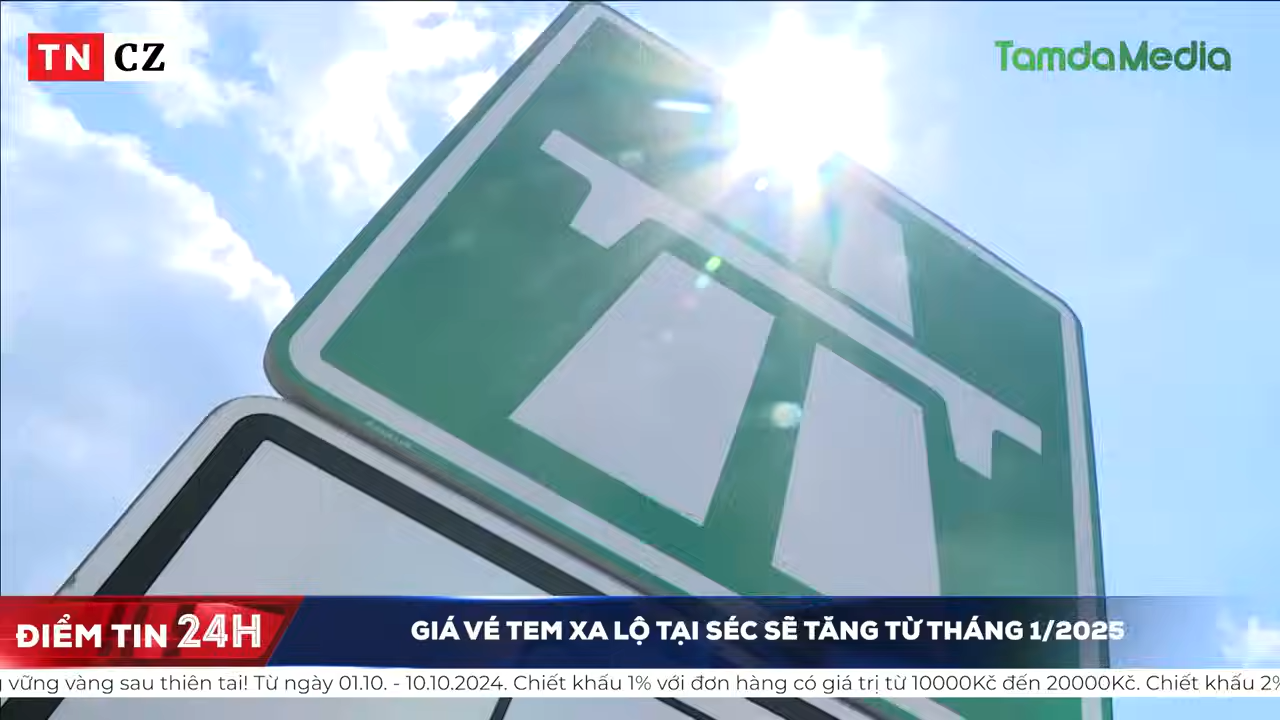 TN CZ
TamdaMedia
ĐIỂM TIN 24H
GIÁ VÉ TEM XA LỘ TẠI SÉC SẼ TĂNG TỪ THÁNG 1/2025
vững vàng sau thiên tai! Từ ngày 01.10. - 10.10.2024. Chiết khấu 1% với đơn hàng có giá trị từ 10000Kč đến 20000Kč. Chiết khấu 2%